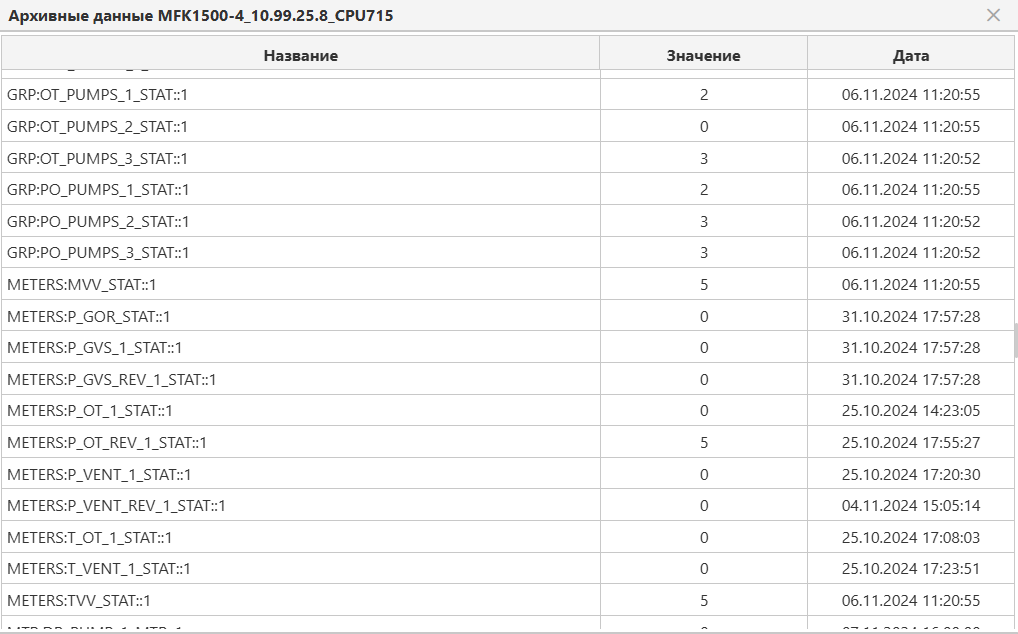 Архивные данные MFK1500-4_10.99.25.8_CPU715
Название Значение Дата
GRP:OT_PUMPS_1_STAT::1 2 06.11.2024 11:20:55
GRP:OT_PUMPS_2_STAT::1 0 06.11.2024 11:20:55
GRP:OT_PUMPS_3_STAT::1 3 06.11.2024 11:20:52
GRP:PO_PUMPS_1_STAT::1 2 06.11.2024 11:20:55
GRP:PO_PUMPS_2_STAT::1 3 06.11.2024 11:20:52
GRP:PO_PUMPS_3_STAT::1 3 06.11.2024 11:20:52
METERS:MVV_STAT::1 5 06.11.2024 11:20:55
METERS:P_GOR_STAT::1 0 31.10.2024 17:57:28
METERS:P_GVS_1_STAT::1 0 31.10.2024 17:57:28
METERS:P_GVS_REV_1_STAT::1 0 31.10.2024 17:57:28
METERS:P_OT_1_STAT::1 0 25.10.2024 14:23:05
METERS:P_OT_REV_1_STAT::1 5 25.10.2024 17:55:27
METERS:P_VENT_1_STAT::1 0 25.10.2024 17:20:30
METERS:P_VENT_REV_1_STAT::1 0 04.11.2024 15:05:14
METERS:T_OT_1_STAT::1 0 25.10.2024 17:08:03
METERS:T_VENT_1_STAT::1 0 25.10.2024 17:23:51
METERS:TVV_STAT::1 5 06.11.2024 11:20:55